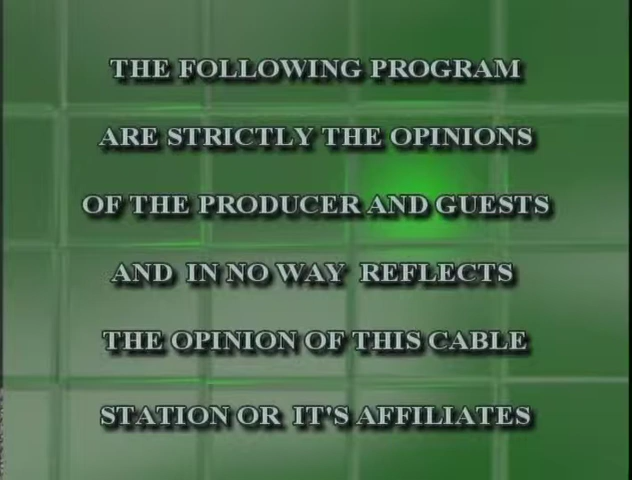 THE FOLLOWING PROGRAM
ARE STRICTLY THE OPINIONS
OF THE PRODUCER AND GUESTS
AND IN NO WAY REFLECTS
THE OPINION OF THIS CABLE
STATION OR IT'S AFFILIATES